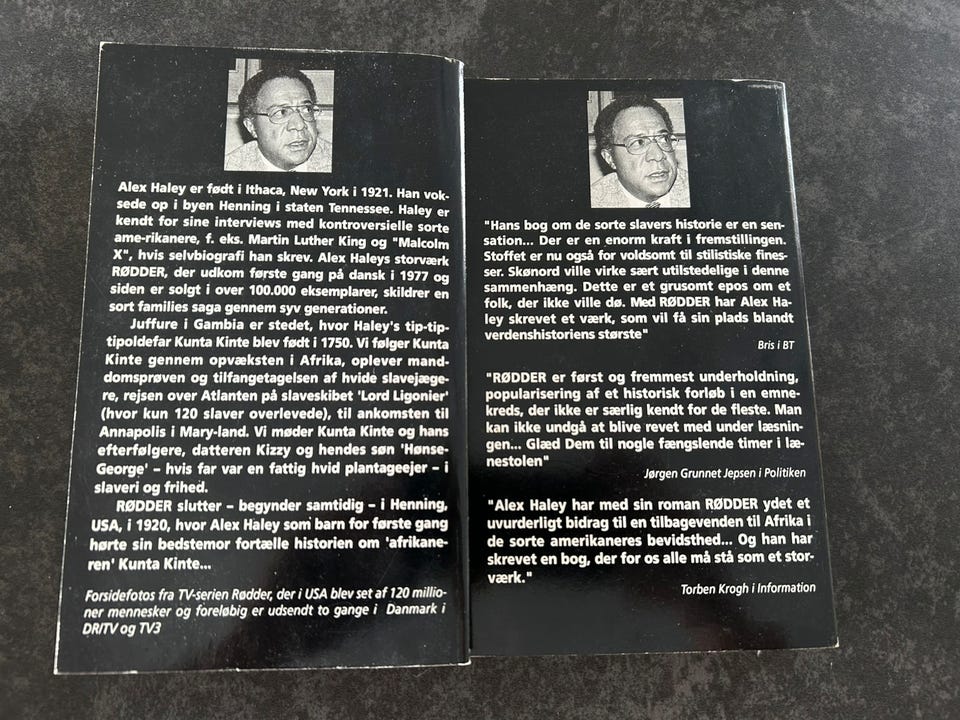 Alex Haley er født i Ithaca, New York i 1921. Han vok-
sede op i byen Henning i staten Tennessee. Haley er
kendt for sine interviews med kontroversielle sorte
ame-rikanere, f. eks. Martin Luther King og "Malcolm
X", hvis selvbiografi han skrev. Alex Haleys storværk
RØDDER, der udkom første gang på dansk i 1977 og
siden er solgt i over 100.000 eksemplarer, skildrer en
sort families saga gennem syv generationer.
Juffure i Gambia er stedet, hvor Haley's tip-tip-
tipoldefar Kunta Kinte blev født i 1750. Vi følger Kunta
Kinte gennem opvæksten i Afrika, oplever mand-
domsprøven og tilfangetagelsen af hvide slavejæge-
re, rejsen over Atlanten på slaveskibet 'Lord Ligonier'
(hvor kun 120 slaver overlevede), til ankomsten til
Annapolis i Mary-land. Vi møder Kunta Kinte og hans
efterfølgere, datteren Kizzy og hendes søn 'Hønse-
George' – hvis far var en fattig hvid plantageejer – i
slaveri og frihed.
RØDDER slutter – begynder samtidig – i Henning,
USA, i 1920, hvor Alex Haley som barn for første gang
hørte sin bedstemor fortælle historien om 'afrikane-
ren' Kunta Kinte...
Forsidefotos fra TV-serien Rødder, der i USA blev set af 120 millio-
ner mennesker og foreløbig er udsendt to gange i Danmark i
DR/TV og TV3
"Hans bog om de sorte slavers historie er en sen-
sation... Der er en enorm kraft i fremstillingen.
Stoffet er nu også for voldsomt til stilistiske fines-
ser. Skønord ville virke sært utilstedelige i denne
sammenhæng. Dette er et grusomt epos om et
folk, der ikke ville dø. Med RØDDER har Alex Ha-
ley skrevet et værk, som vil få sin plads blandt
verdenshistoriens største"
Bris i BT
"RØDDER er først og fremmest underholdning,
popularisering af et historisk forløb i en emne-
kreds, der ikke er særlig kendt for de fleste. Man
kan ikke undgå at blive revet med under læsnin-
gen... Glæd Dem til nogle fængslende timer i læ-
nestolen"
Jørgen Grunnet Jepsen i Politiken
"Alex Haley har med sin roman RØDDER ydet et
uvurderligt bidrag til en tilbagevenden til Afrika i
de sorte amerikaneres bevidsthed... Og han har
skrevet en bog, der for os alle må stå som et stor-
værk."
Torben Krogh i Information